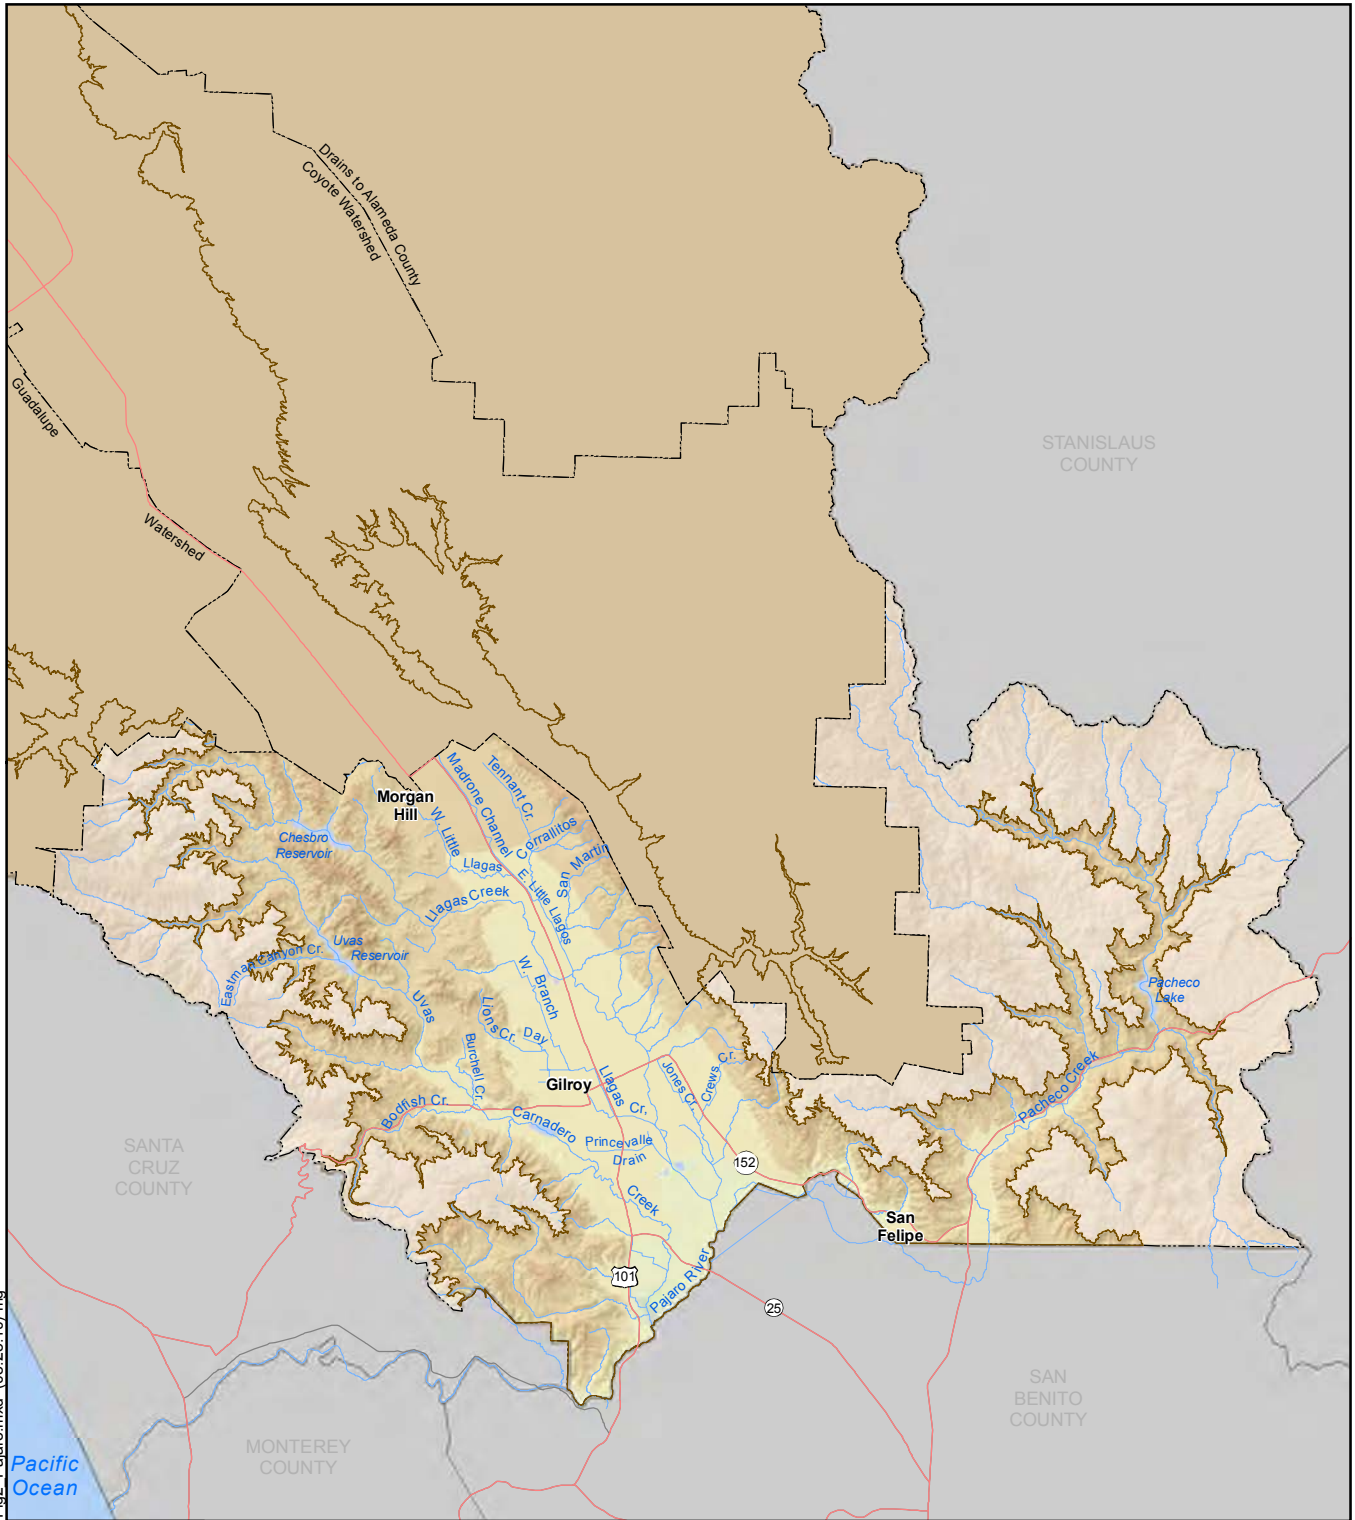 Drains to Alameda County
Coyote Watershed
Guadalupe
Watershed
STANISLAUS
COUNTY
Morgan
Hill
Madrone Channel
Tennant Cr.
W. Little
Llagas
Corrallitos
San Martin
E. Little Llagos
Chesbro
Reservoir
Llagas Creek
Uvas
Reservoir
Eastman Canyon Cr.
Uvas
W. Branch
Lions Cr.
Day
Burchell Cr.
Pacheco
Lake
Gilroy
Llagas Cr,
Jones Cr.
Crews Cr.
Pacheco Creek
Bodfish Cr.
Carnadero
Creek
Princevalle
Drain
152
SANTA
CRUZ
COUNTY
San
Felipe
101
Pajaro River
25
SAN
BENITO
COUNTY
MONTEREY
COUNTY
Pacific
Ocean